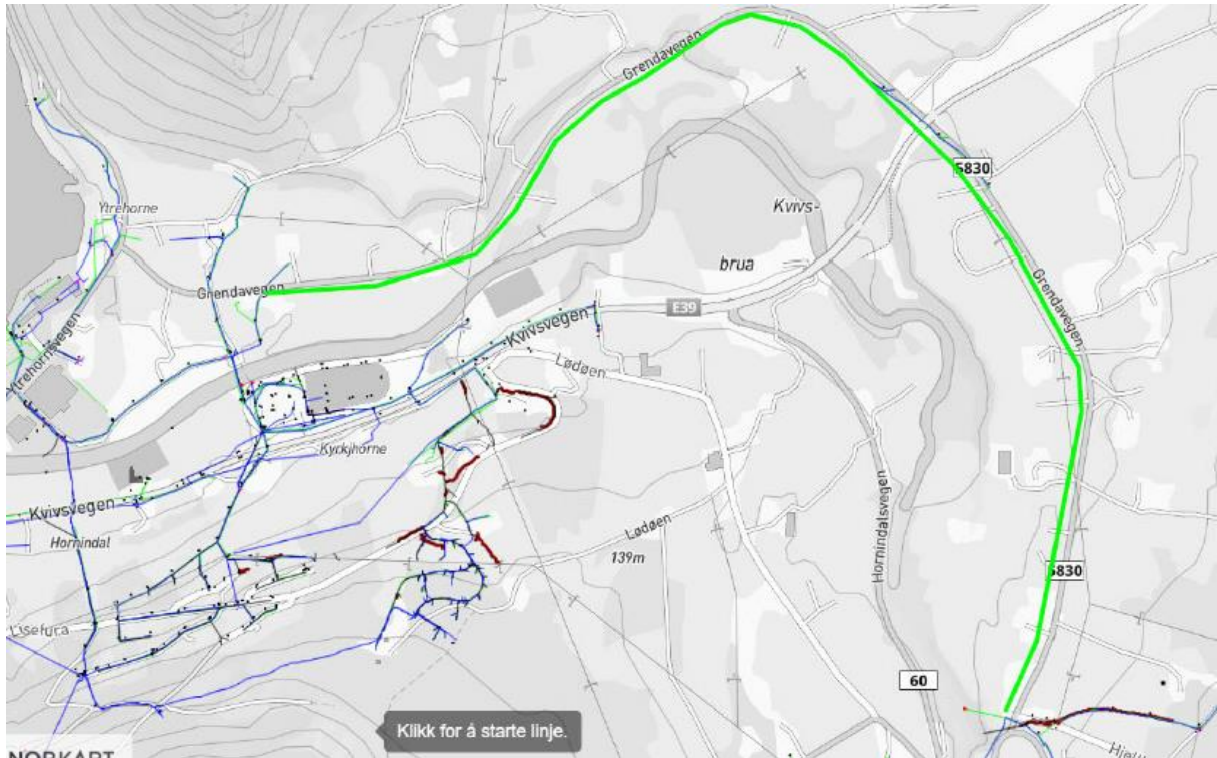 Grendavegen
Ytrehorne
5830
Kvivs-
brua
Grendavegen
Grendavegen
E39
Kvivsvegen
Lødøen
Ytrehornsvegen
Kyrkjhorne
Kvivsvegen
Hornindal
Lødøen
139m
Hornindalsvegen
5830
Lisefura
60
Klikk for å starte linje.
NORKART